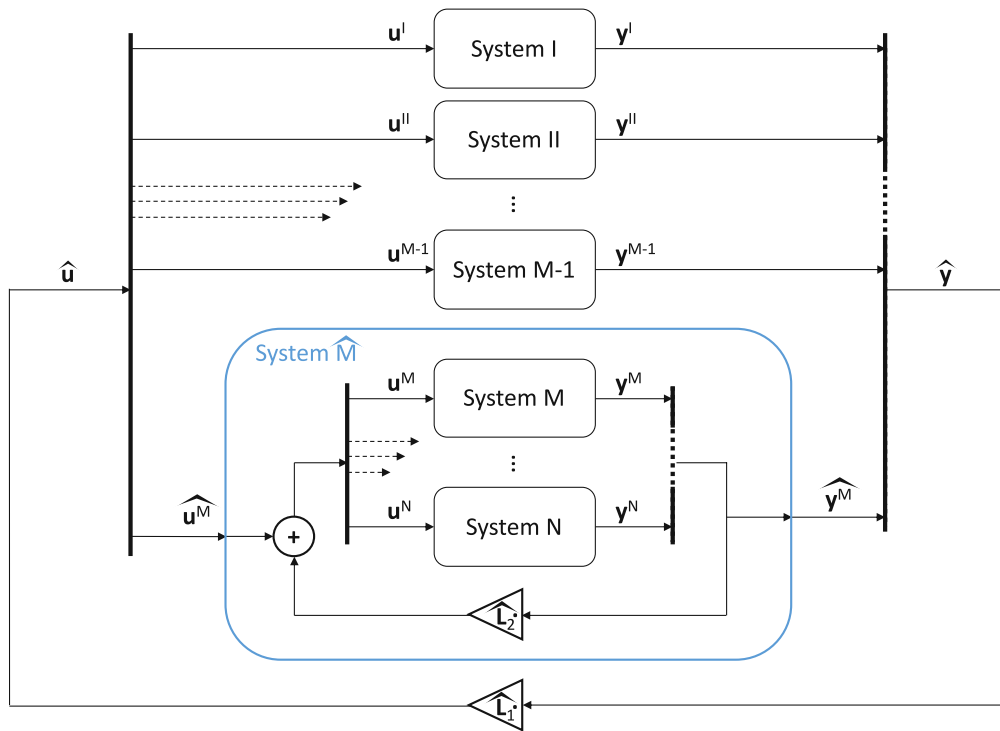 u^I System I y^I
u^II System II y^II
⋮
u^M-1 System M-1 y^M-1
û ŷ
System M̂
u^M System M y^M
⋮
û^M + u^N System N y^N ŷ^M
L̂₂·
L̂₁·